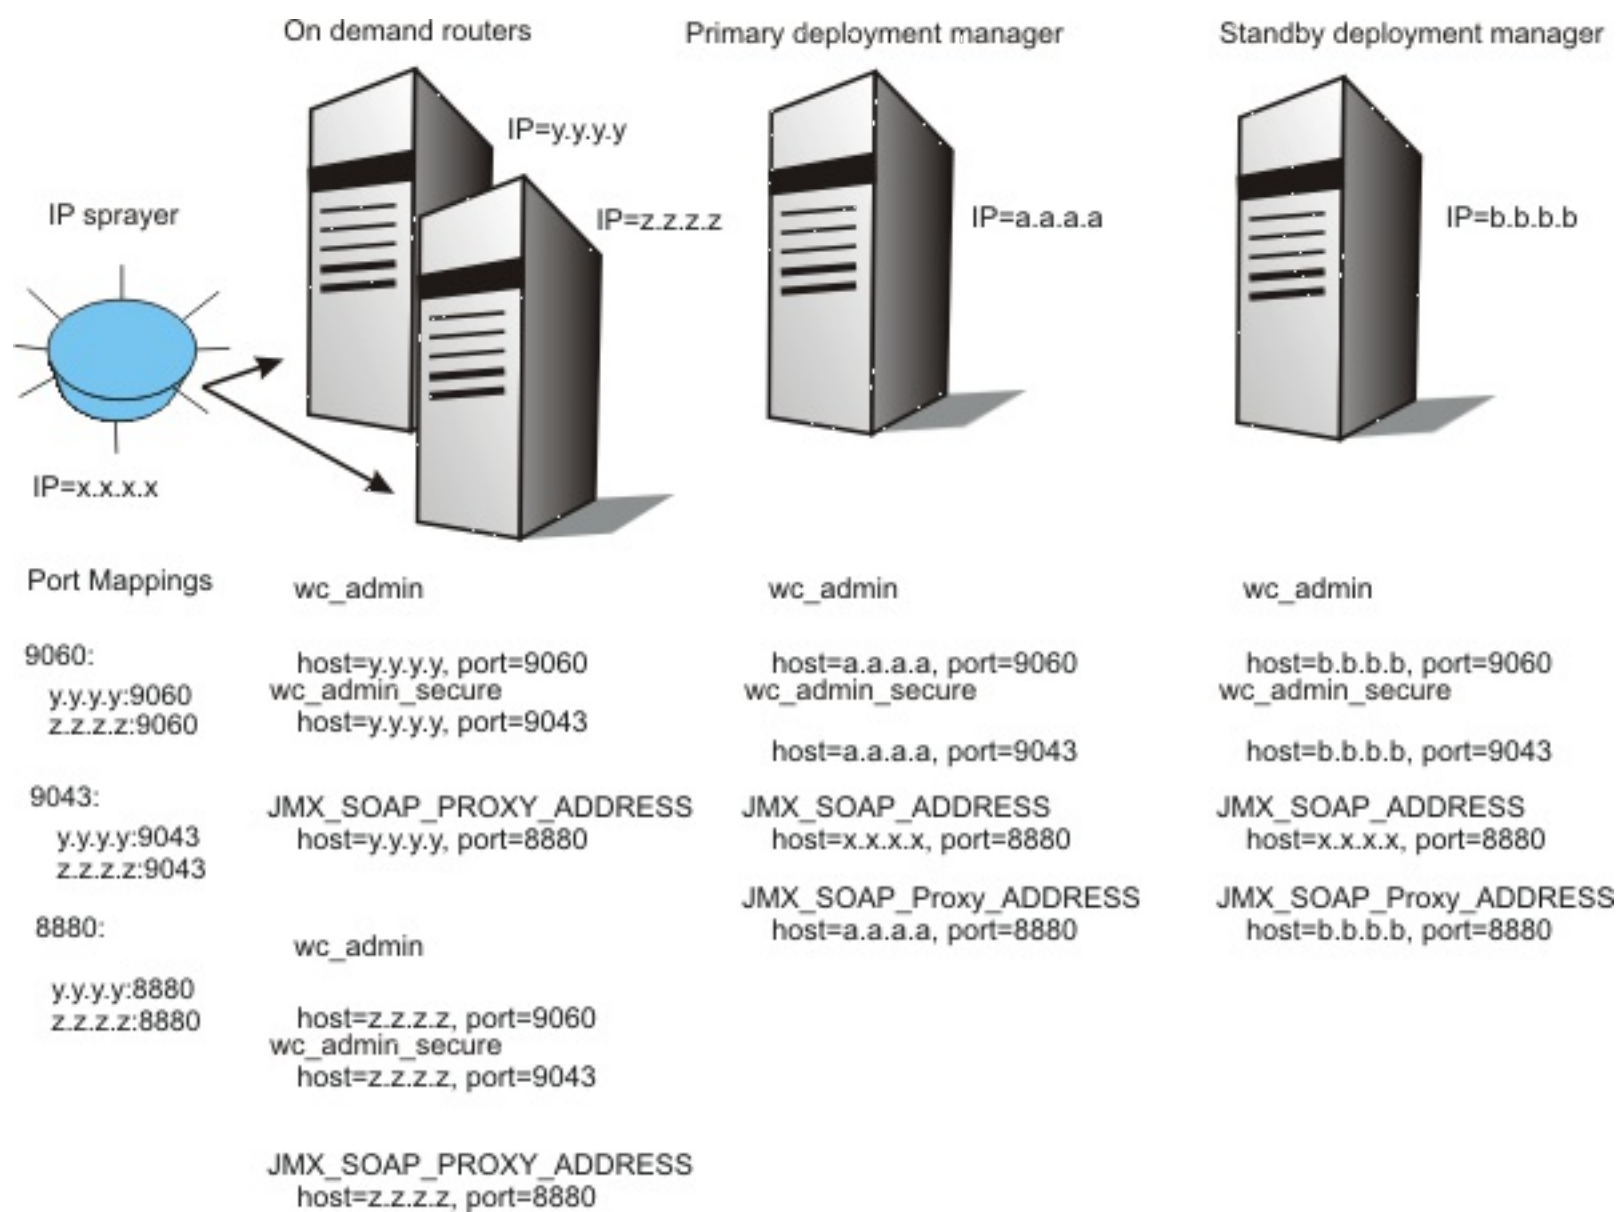 On demand routers
Primary deployment manager
Standby deployment manager
IP=y.y.y.y
IP=z.z.z.z
IP=a.a.a.a
IP=b.b.b.b
IP sprayer
IP=x.x.x.x
Port Mappings
9060:
y.y.y.y:9060
z.z.z.z:9060
9043:
y.y.y.y:9043
z.z.z.z:9043
8880:
y.y.y.y:8880
z.z.z.z:8880
wc_admin
host=y.y.y.y, port=9060
wc_admin_secure
host=y.y.y.y, port=9043
JMX_SOAP_PROXY_ADDRESS
host=y.y.y.y, port=8880
wc_admin
host=z.z.z.z, port=9060
wc_admin_secure
host=z.z.z.z, port=9043
JMX_SOAP_PROXY_ADDRESS
host=z.z.z.z, port=8880
wc_admin
host=a.a.a.a, port=9060
wc_admin_secure
host=a.a.a.a, port=9043
JMX_SOAP_ADDRESS
host=x.x.x.x, port=8880
JMX_SOAP_Proxy_ADDRESS
host=a.a.a.a, port=8880
wc_admin
host=b.b.b.b, port=9060
wc_admin_secure
host=b.b.b.b, port=9043
JMX_SOAP_ADDRESS
host=x.x.x.x, port=8880
JMX_SOAP_Proxy_ADDRESS
host=b.b.b.b, port=8880